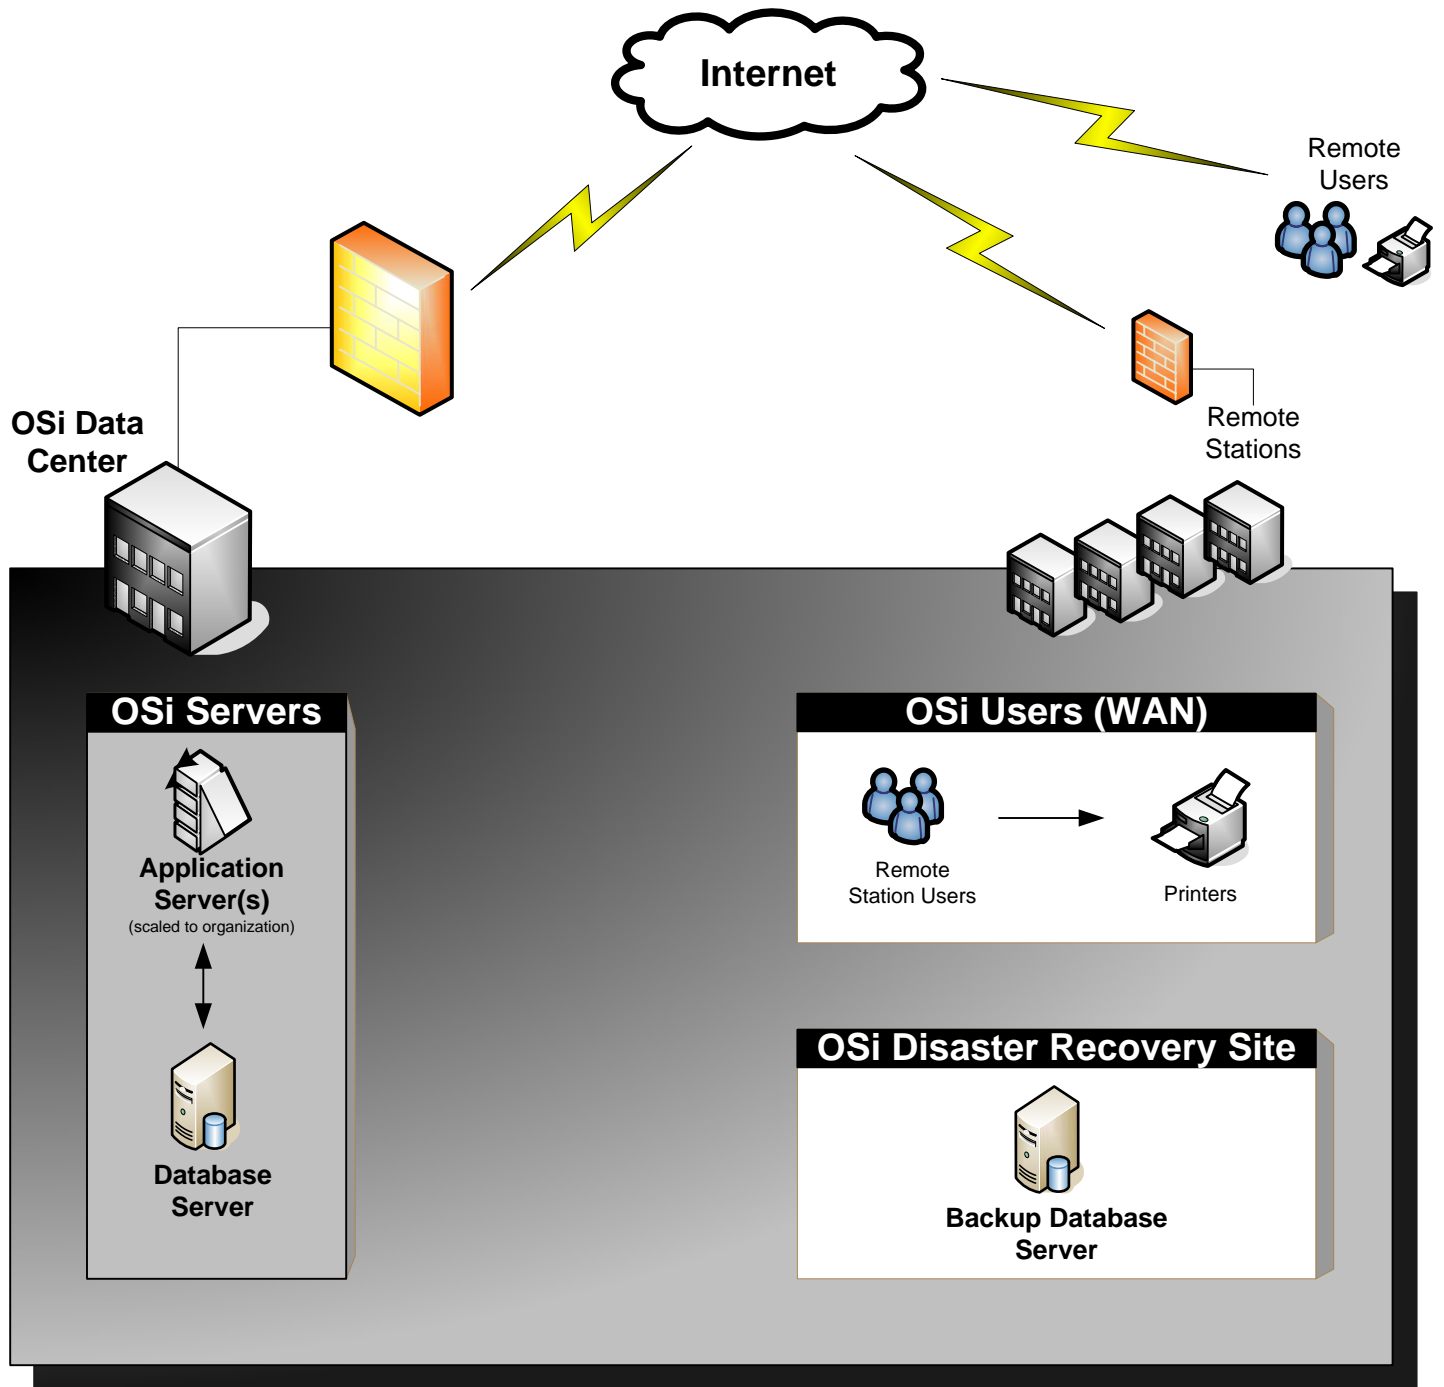 Internet
Remote
Users
OSi Data
Center
Remote
Stations
OSi Servers
Application
Server(s)
(scaled to organization)
Database
Server
OSi Users (WAN)
Remote
Station Users
Printers
OSi Disaster Recovery Site
Backup Database
Server